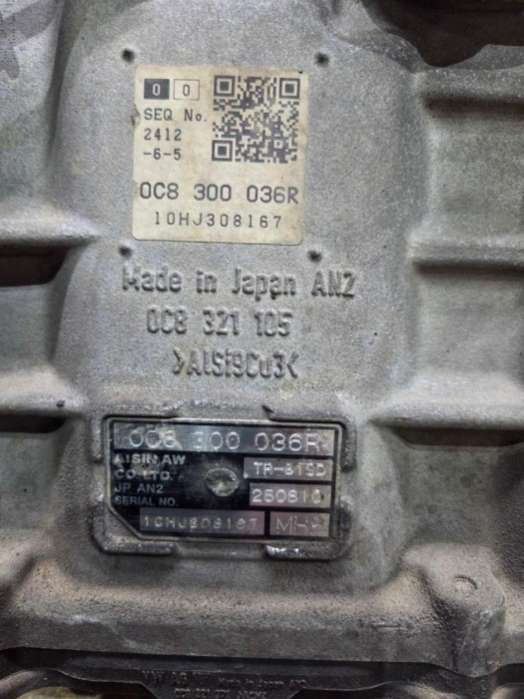 0 0
SEQ No.
2412
-6-5
0C8 300 036R
10HJ308167
Made in Japan AN2
0C8 321 105
>AlSi9Cu3<
0C8 300 036R
AISIN AW
CO LTD.
TR-81SD
JP AN2
250810
SERIAL NO
10HJ308167